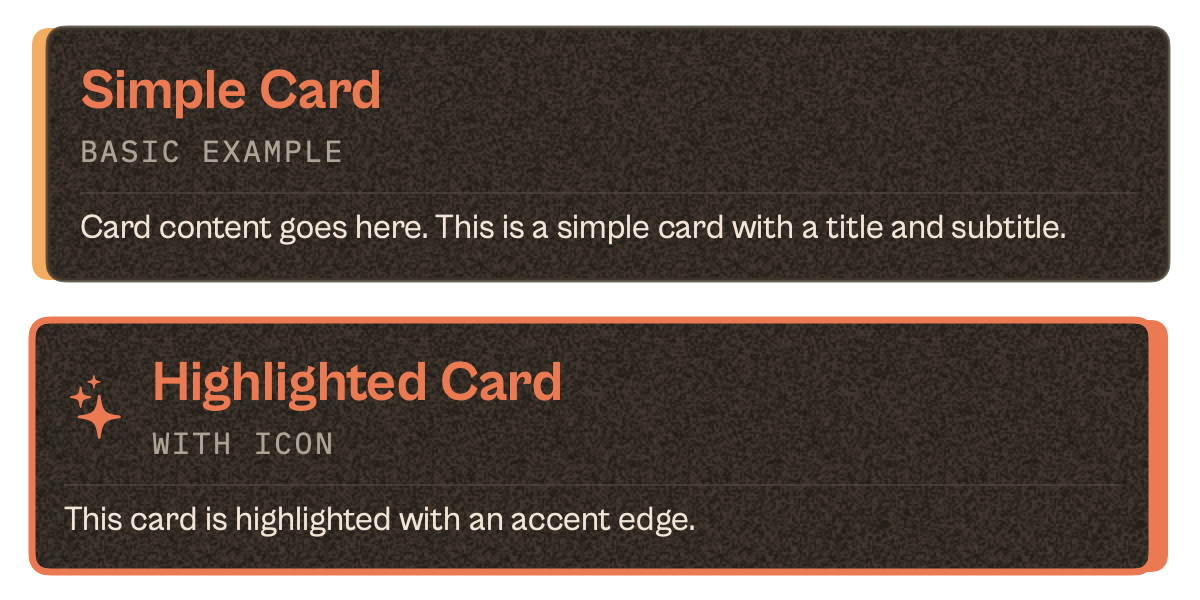 Simple Card
BASIC EXAMPLE
Card content goes here. This is a simple card with a title and subtitle.
Highlighted Card
WITH ICON
This card is highlighted with an accent edge.